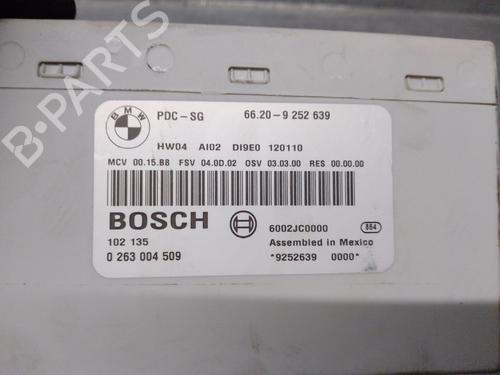 B-PARTS
BMW PDC-SG 66.20-9 252 639
HW04 AI02 DI9E0 120110
MCV 00.15.B8 FSV 04.0D.02 OSV 03.03.00 RES 00.00.00
BOSCH 6002JC0000 864
102 135 Assembled in Mexico
0 263 004 509 *9252639 0000*